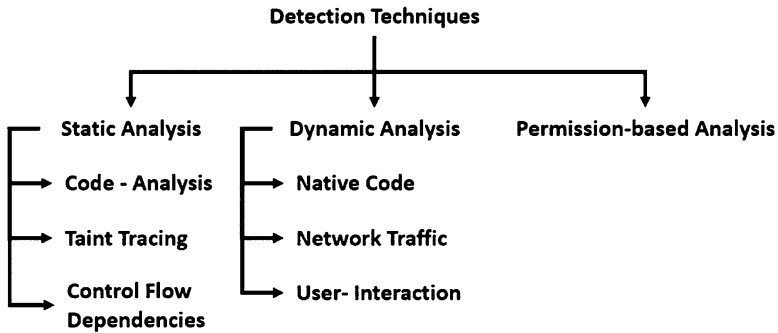 Detection Techniques
Static Analysis
Dynamic Analysis
Permission-based Analysis
Code - Analysis
Native Code
Taint Tracing
Network Traffic
Control Flow
Dependencies
User- Interaction